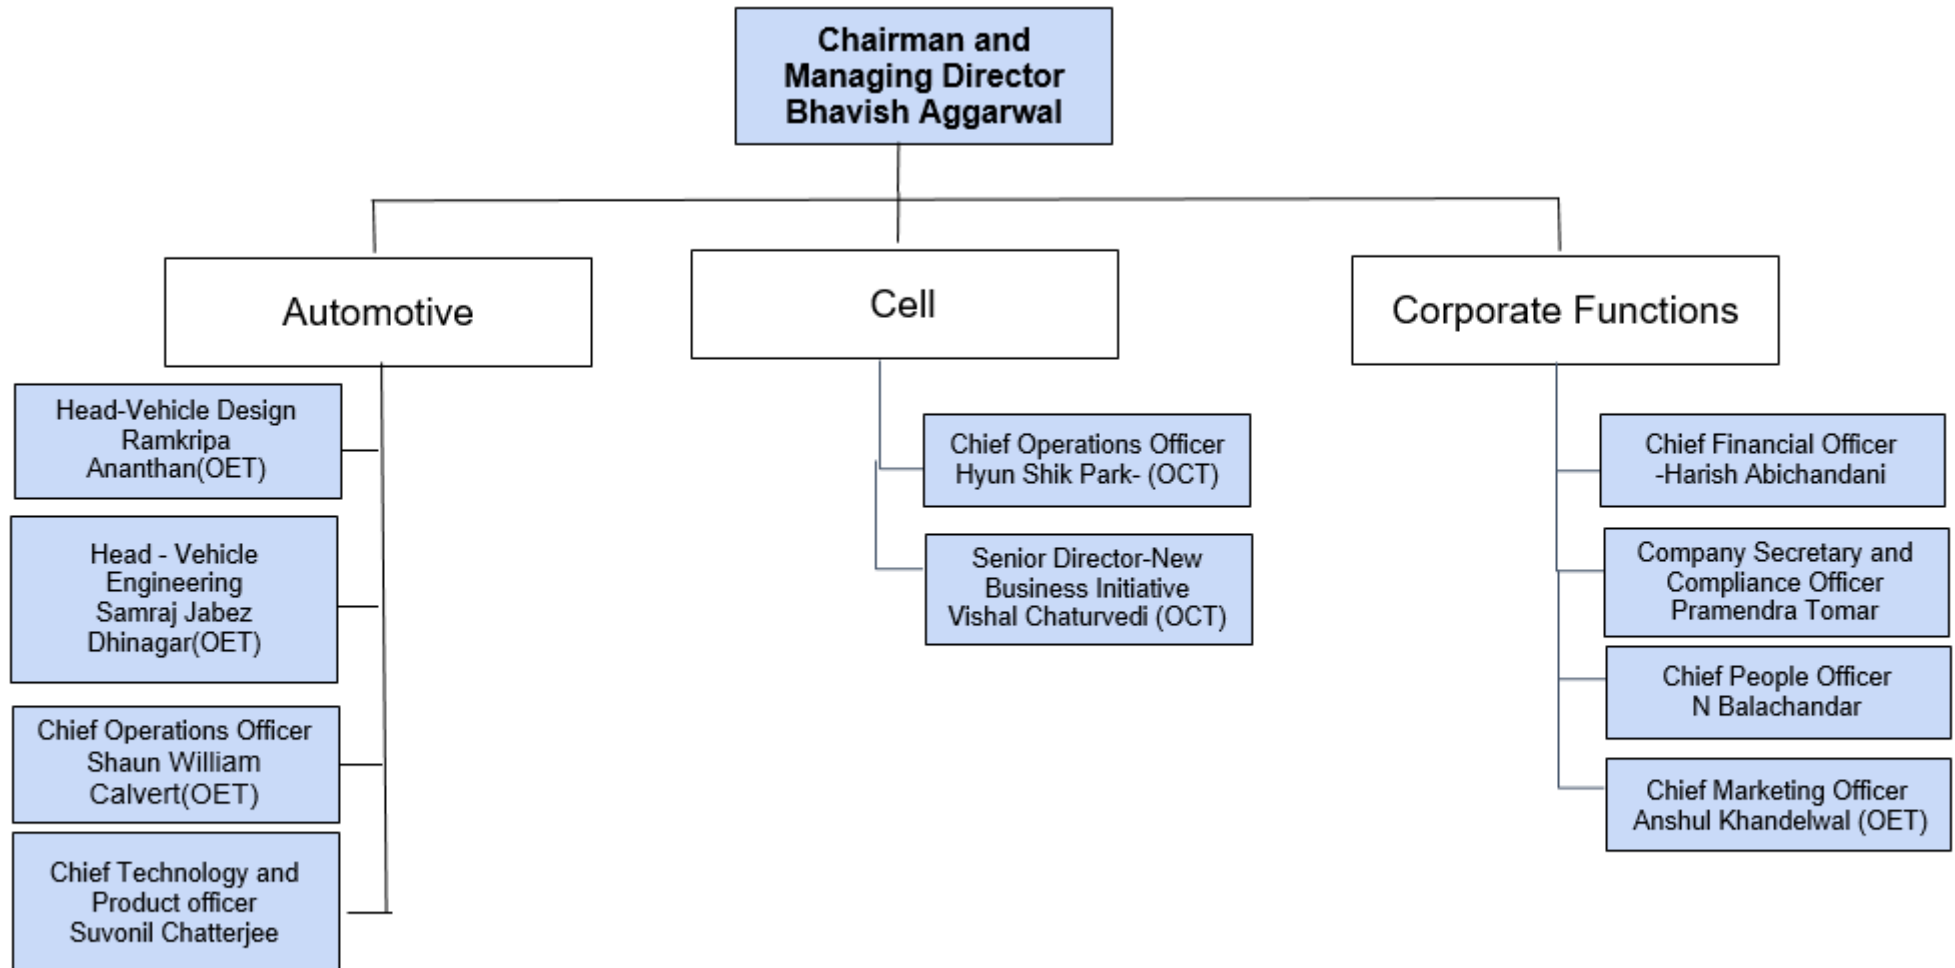 Chairman and
Managing Director
Bhavish Aggarwal
Automotive
Cell
Corporate Functions
Head-Vehicle Design
Ramkripa
Ananthan(OET)
Head - Vehicle
Engineering
Samraj Jabez
Dhinagar(OET)
Chief Operations Officer
Shaun William
Calvert(OET)
Chief Technology and
Product officer
Suvonil Chatterjee
Chief Operations Officer
Hyun Shik Park- (OCT)
Senior Director-New
Business Initiative
Vishal Chaturvedi (OCT)
Chief Financial Officer
-Harish Abichandani
Company Secretary and
Compliance Officer
Pramendra Tomar
Chief People Officer
N Balachandar
Chief Marketing Officer
Anshul Khandelwal (OET)